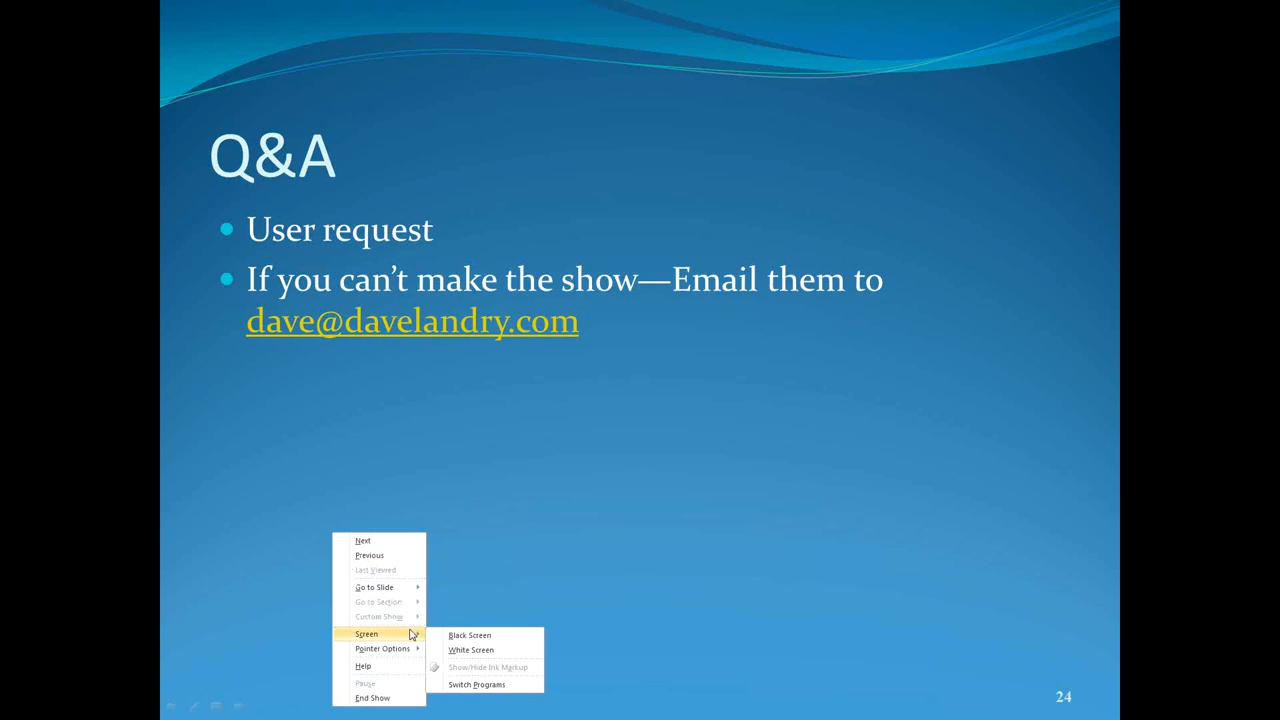 Q&A
User request
If you can't make the show—Email them to
dave@davelandry.com
Next
Previous
Last Viewed
Go to Slide
Go to Section
Custom Show
Screen
Pointer Options
Help
Pause
End Show
Black Screen
White Screen
Show/Hide Ink Markup
Switch Programs
24